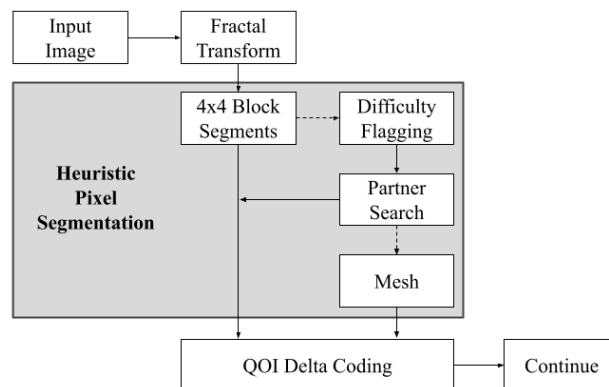 Input
Image
Fractal
Transform
4x4 Block
Segments
Difficulty
Flagging
Heuristic
Pixel
Segmentation
Partner
Search
Mesh
QOI Delta Coding
Continue